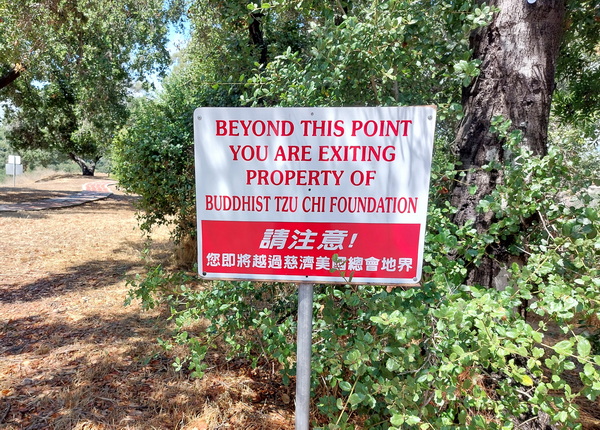 BEYOND THIS POINT
YOU ARE EXITING
PROPERTY OF
BUDDHIST TZU CHI FOUNDATION
請注意!
您即將越過慈濟美國總會地界